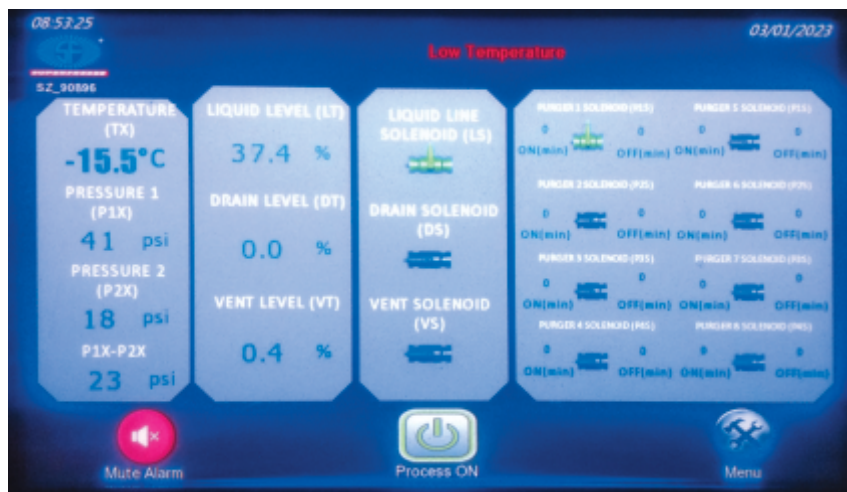 08:53:25
03/01/2023
Low Temperature
SZ_90896
TEMPERATURE
(TX)
-15.5°C
PRESSURE 1
(P1X)
41 psi
PRESSURE 2
(P2X)
18 psi
P1X-P2X
23 psi
LIQUID LEVEL (LT)
37.4 %
DRAIN LEVEL (DT)
0.0 %
VENT LEVEL (VT)
0.4 %
LIQUID LINE
SOLENOID (LS)
DRAIN SOLENOID
(DS)
VENT SOLENOID
(VS)
PURGER 1 SOLENOID
0 0
ON(min) OFF(min)
PURGER 2 SOLENOID (P2S)
0 0
ON(min) OFF(min)
PURGER 3 SOLENOID (P3S)
0 0
ON(min) OFF(min)
PURGER 4 SOLENOID (P4S)
0 0
ON(min) OFF(min)
PURGER 5 SOLENOID
0 0
ON(min) OFF(min)
PURGER 6 SOLENOID
0 0
ON(min) OFF(min)
PURGER 7 SOLENOID
0 0
ON(min) OFF(min)
PURGER 8 SOLENOID
0 0
ON(min) OFF(min)
Mute Alarm
Process ON
Menu